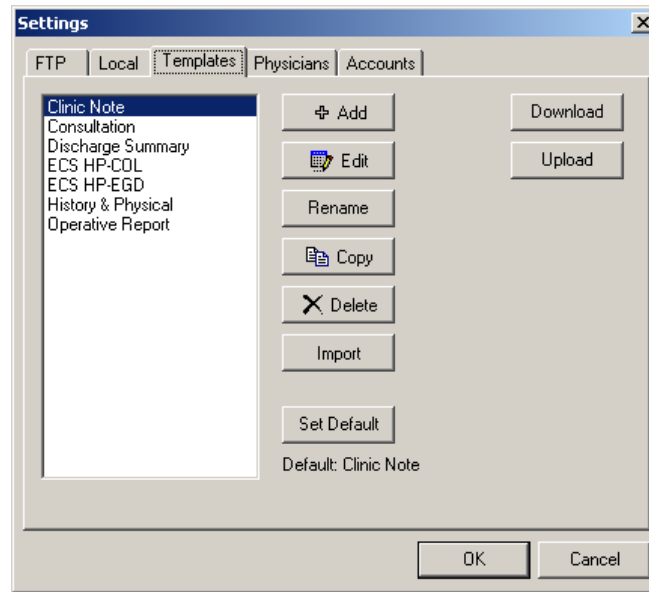 Settings
FTP
Local
Templates
Physicians
Accounts
Clinic Note
Consultation
Discharge Summary
ECS HP-COL
ECS HP-EGD
History & Physical
Operative Report
Add
Edit
Rename
Copy
Delete
Import
Set Default
Default: Clinic Note
Download
Upload
OK
Cancel